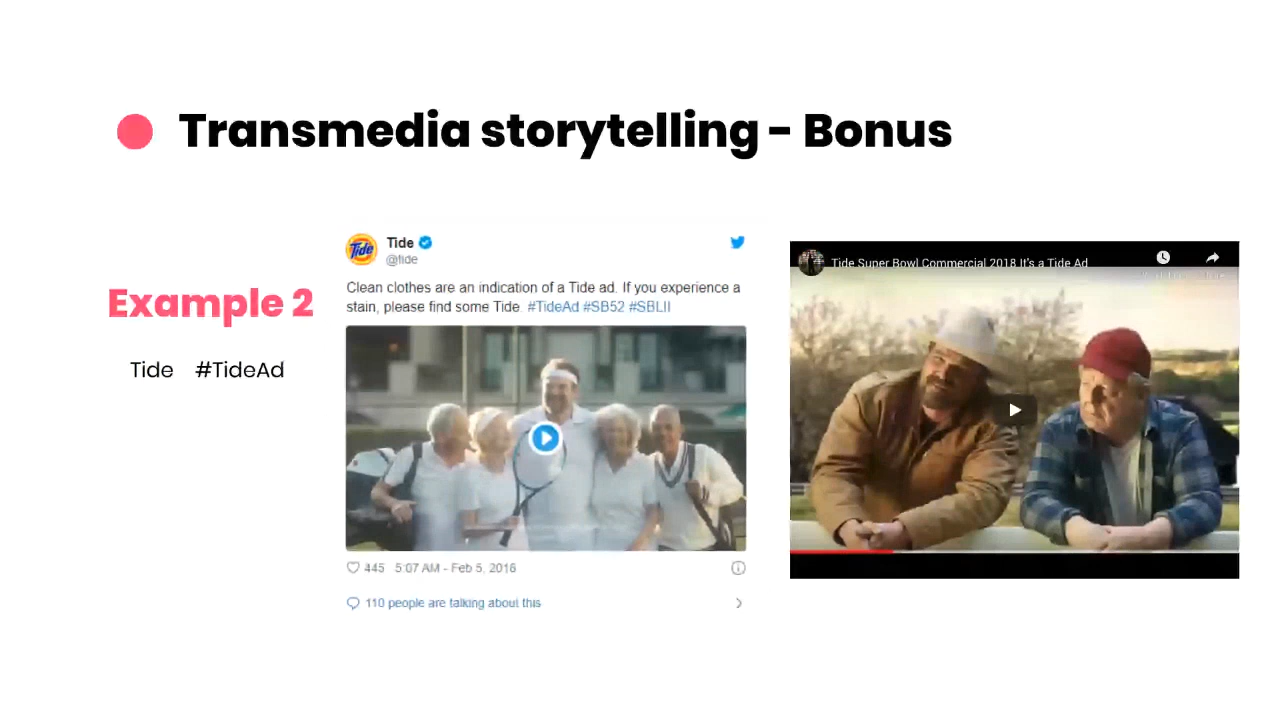 Transmedia storytelling - Bonus
Example 2
Tide #TideAd
Tide
Tide
@tide
Clean clothes are an indication of a Tide ad. If you experience a
stain, please find some Tide. #TideAd #SB52 #SBLII
445 5:07 AM - Feb 5, 2018
110 people are talking about this
Tide Super Bowl Commercial 2018 It's a Tide Ad